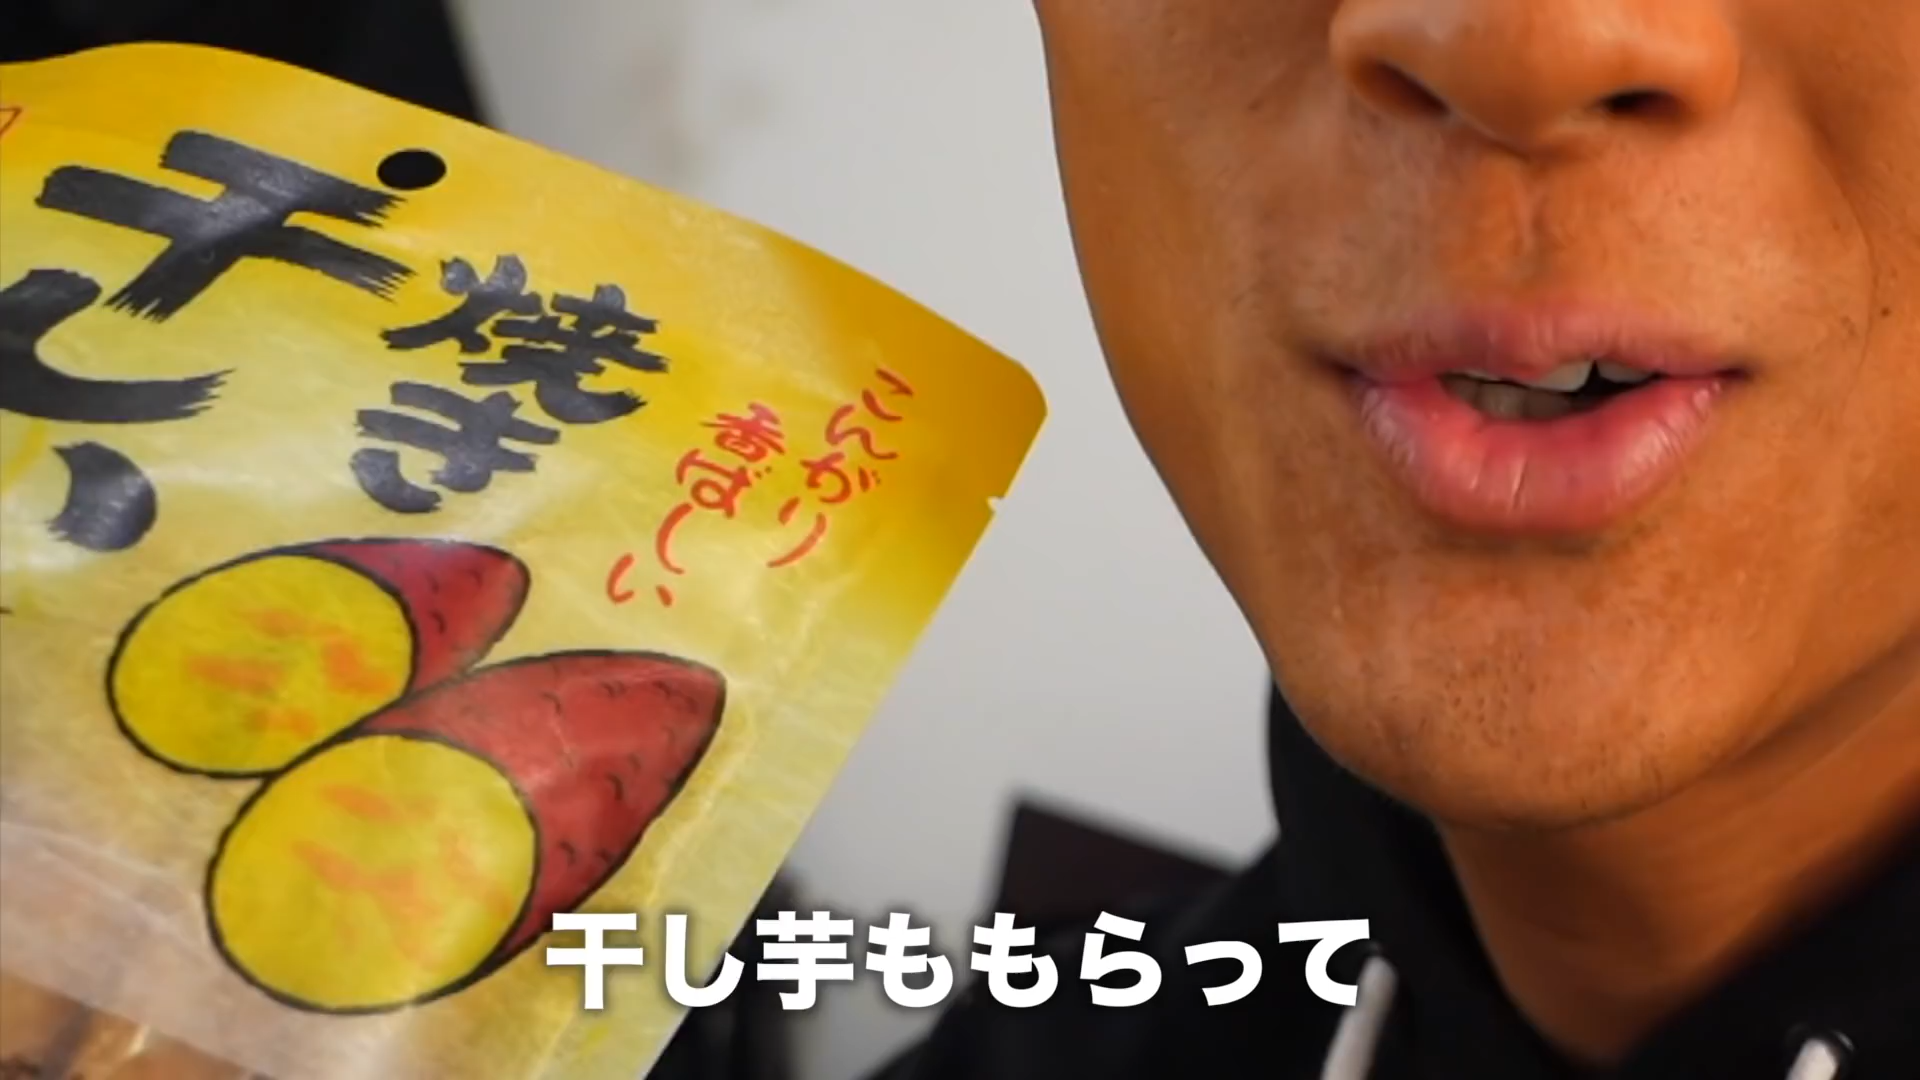 こんがり
香ばしい
焼き
干し
干し芋ももらって